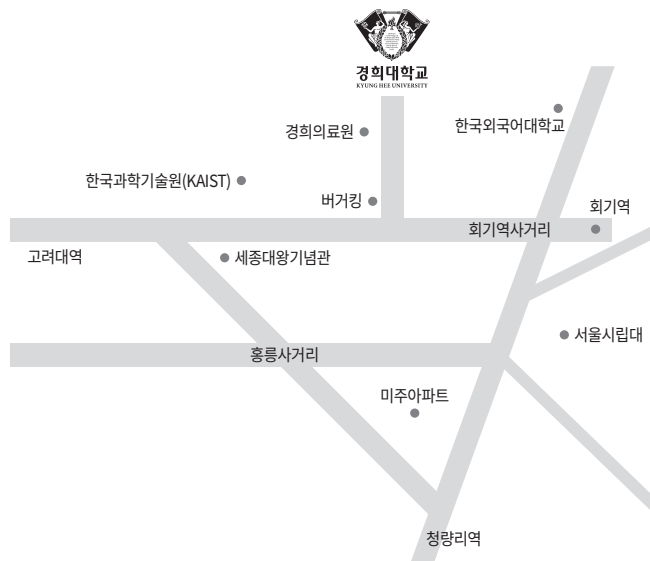 경희대학교
KYUNG HEE UNIVERSITY
경희의료원
한국외국어대학교
한국과학기술원(KAIST)
버거킹
회기역
회기역사거리
고려대역
세종대왕기념관
서울시립대
홍릉사거리
미주아파트
청량리역